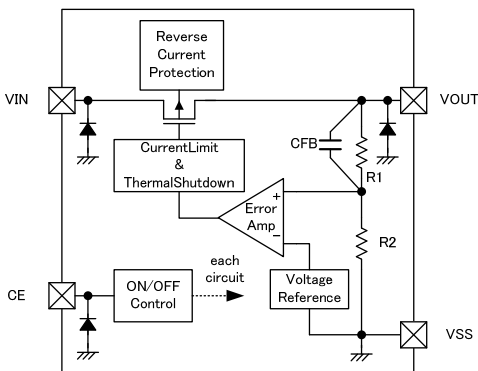 Reverse
Current
Protection
VIN
VOUT
CFB
R1
CurrentLimit
&
ThermalShutdown
+
Error
Amp
−
R2
each
circuit
CE
ON/OFF
Control
Voltage
Reference
VSS